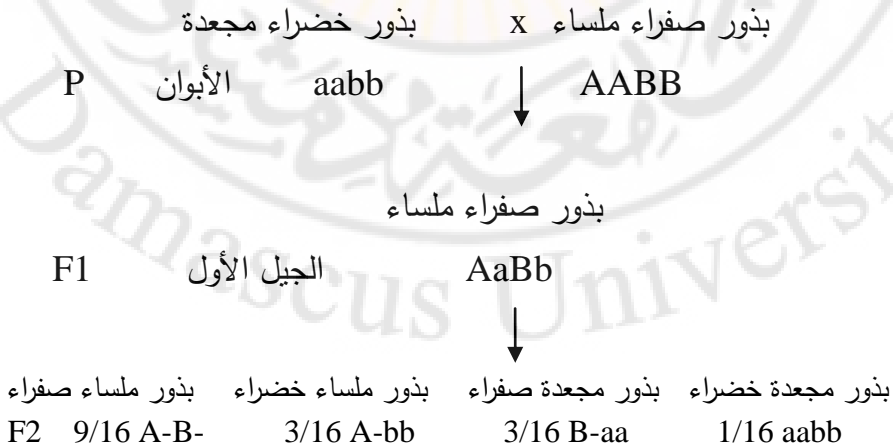 بذور صفراء ملساء x بذور خضراء مجعدة
AABB aabb الأبوان P
بذور صفراء ملساء
AaBb الجيل الأول F1
بذور مجعدة خضراء بذور مجعدة صفراء بذور ملساء خضراء بذور ملساء صفراء
F2 9/16 A-B- 3/16 A-bb 3/16 B-aa 1/16 aabb
Damascus Universit